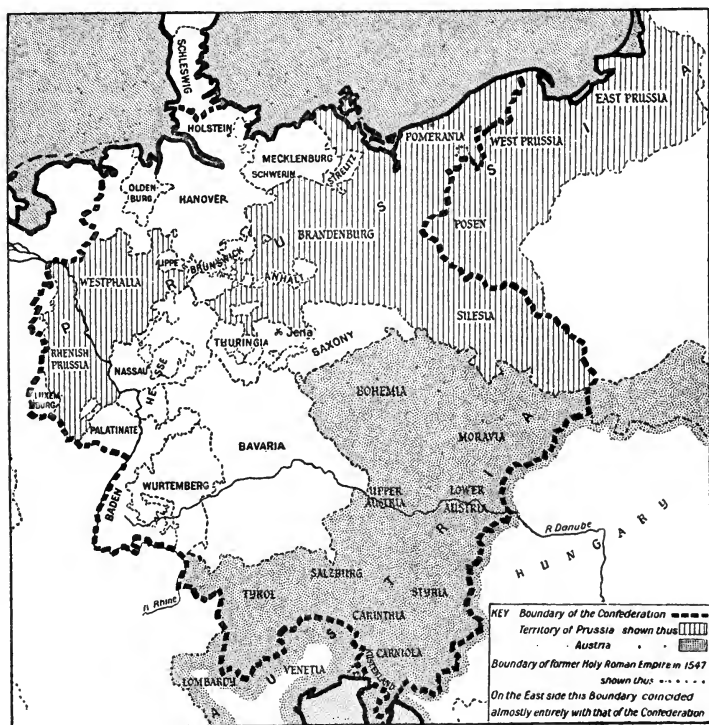 SCHLESWIG
HOLSTEIN
EAST PRUSSIA
POMERANIA
WEST PRUSSIA
MECKLENBURG
SCHWERIN
STRELITZ
OLDEN-
BURG
HANOVER
POSEN
BRANDENBURG
LIPPE
BRUNSWICK
WESTPHALIA
ANHALT
P R U S S I A
SILESIA
Jena
THURINGIA
SAXONY
RHENISH
PRUSSIA
NASSAU
HESSE
LUXEM-
BURG
PALATINATE
BOHEMIA
MORAVIA
BAVARIA
WURTEMBERG
BADEN
UPPER
AUSTRIA
LOWER
AUSTRIA
R Danube
HUNGARY
R. Rhine
SALZBURG
TYROL
STYRIA
CARINTHIA
CARNIOLA
VENETIA
LOMBARDY
A U S T R I A
KEY Boundary of the Confederation
Territory of Prussia shown thus
" Austria " "
Boundary of former Holy Roman Empire in 1547
shown thus
On the East side this Boundary coincided
almost entirely with that of the Confederation